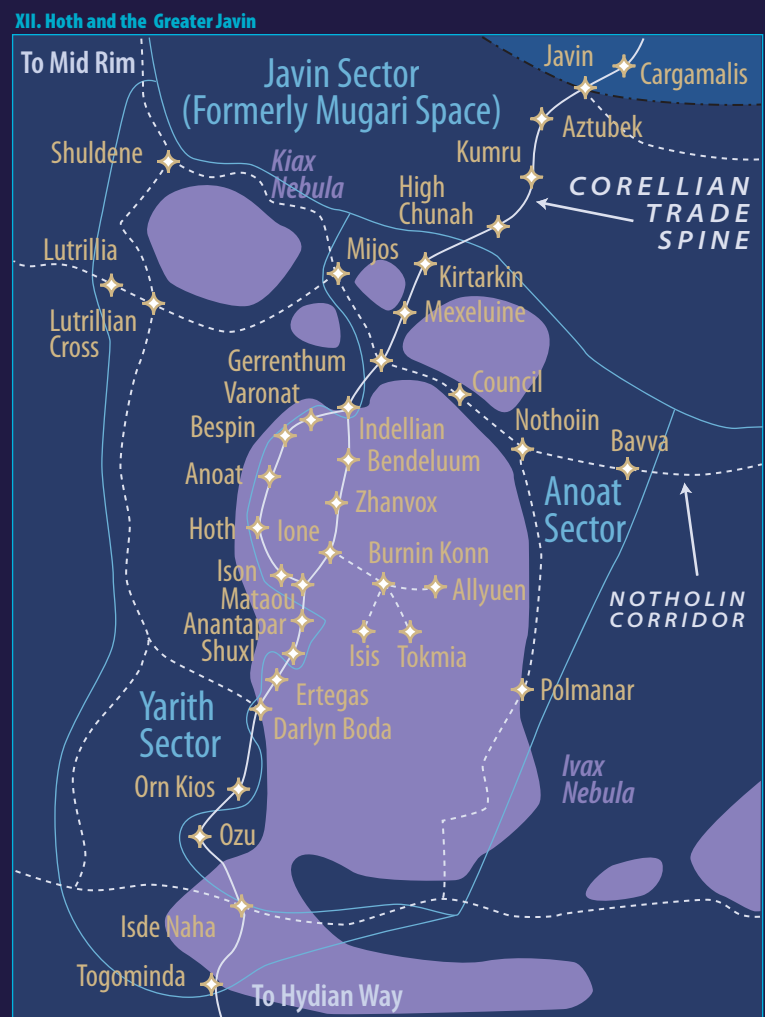 XII. Hoth and the Greater Javin
To Mid Rim
Javin Sector
(Formerly Mugari Space)
Javin
Cargamalis
Aztubek
Shuldene
Kiax
Nebula
Kumru
High
Chunah
CORELLIAN
TRADE
SPINE
Lutrillia
Mijos
Kirtarkin
Lutrillian
Cross
Mexeluine
Gerrenthum
Council
Varonat
Bespin
Indellian
Nothoiin
Bavva
Anoat
Bendeluum
Zhanvox
Anoat
Sector
Hoth
Ione
Burnin Konn
Ison
Allyuen
Mataou
NOTHOLIN
CORRIDOR
Anantapar
Shuxl
Isis
Tokmia
Ertegas
Polmanar
Yarith
Sector
Darlyn Boda
Ivax
Nebula
Orn Kios
Ozu
Isde Naha
Togominda
To Hydian Way